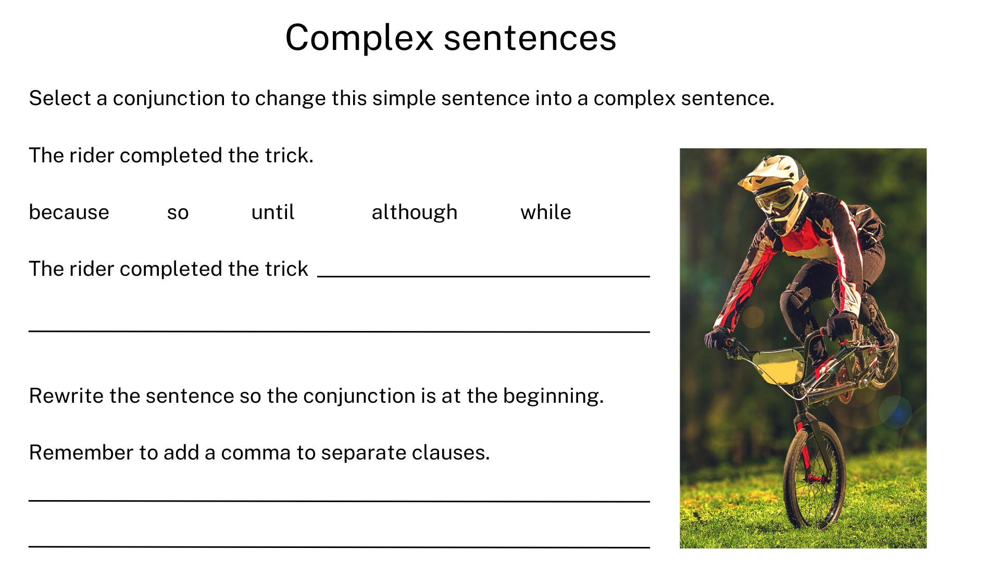 Complex sentences
Select a conjunction to change this simple sentence into a complex sentence.
The rider completed the trick.
because so until although while
The rider completed the trick
Rewrite the sentence so the conjunction is at the beginning.
Remember to add a comma to separate clauses.